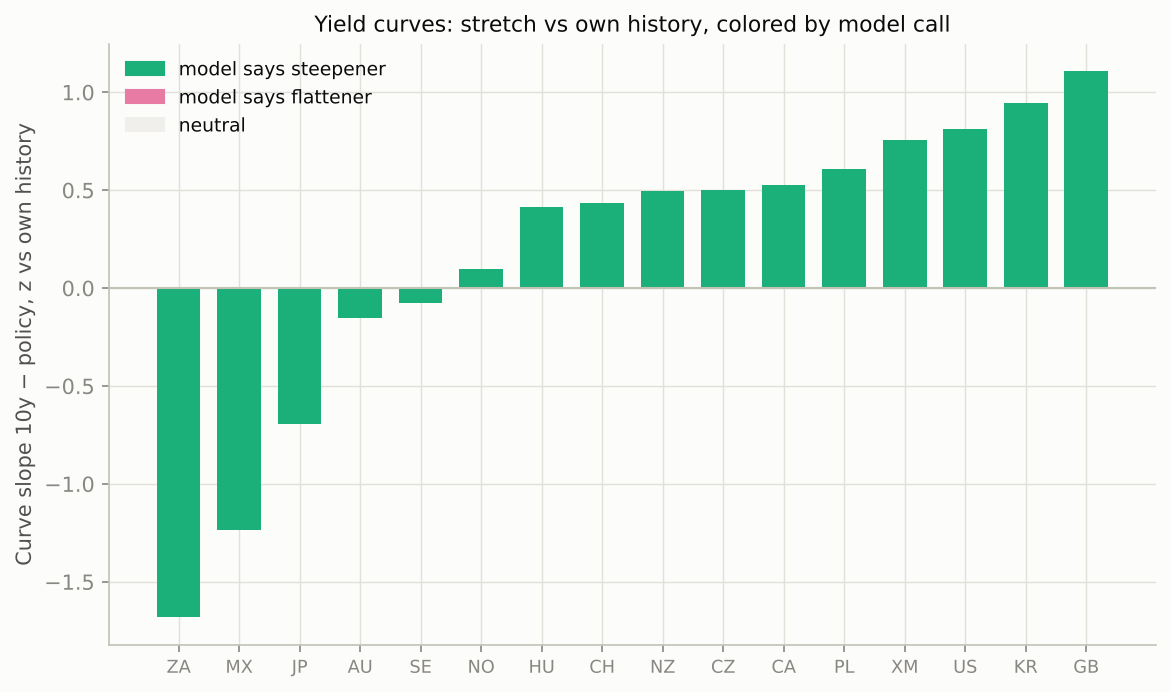 Yield curves: stretch vs own history, colored by model call
model says steepener
model says flattener
neutral
Curve slope 10y − policy, z vs own history
1.0
0.5
0.0
−0.5
−1.0
−1.5
ZA MX JP AU SE NO HU CH NZ CZ CA PL XM US KR GB